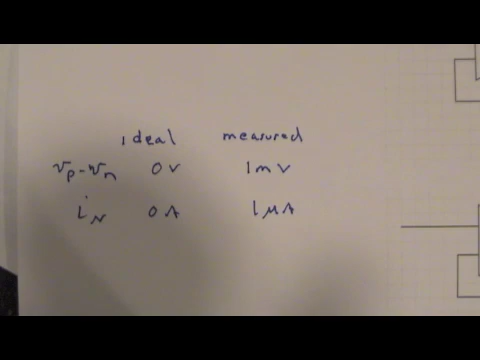 ideal measured
vp-vn 0V 1mV
iN 0A 1μA